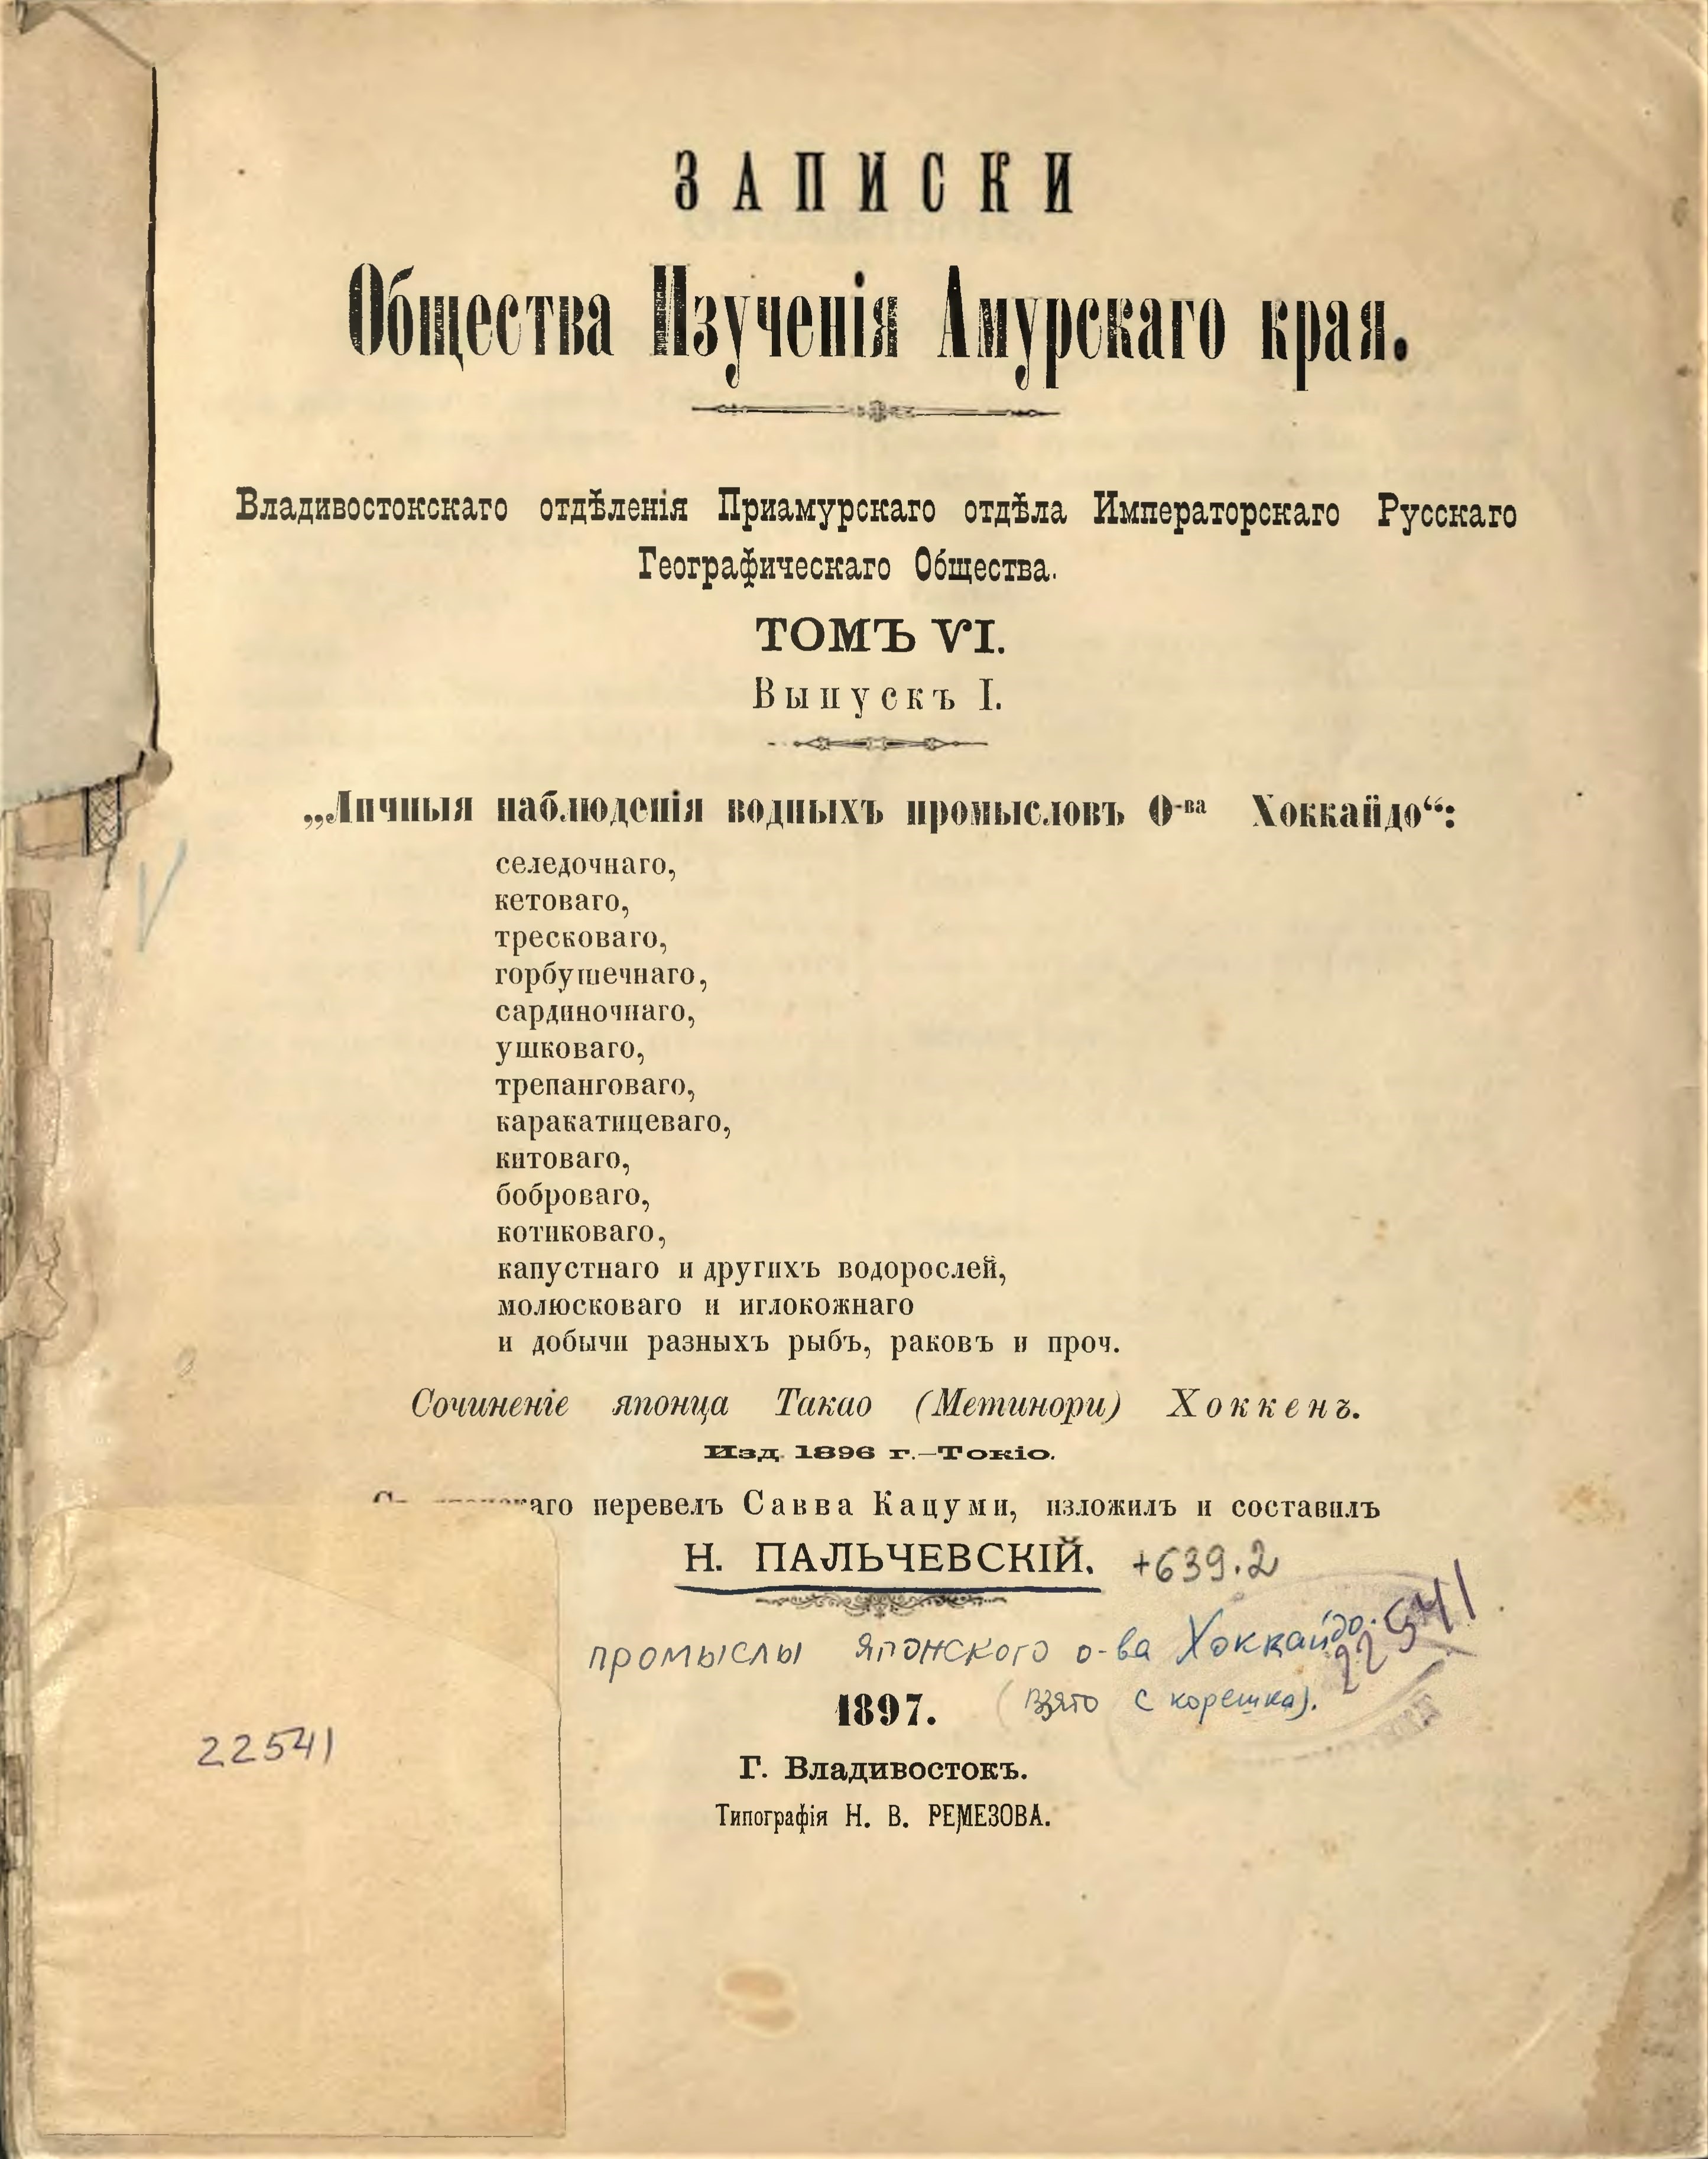 ЗАПИСКИ
Общества Изученія Амурскаго края.
Владивостокскаго отдѣленія Приамурскаго отдѣла Императорскаго Русскаго
Географическаго Общества.
ТОМЪ VI.
Выпускъ I.
„Личныя наблюденія водныхъ промысловъ О-ва Хоккайдо“:
селедочнаго,
кетоваго,
тресковаго,
горбушечнаго,
сардиночнаго,
ушковаго,
трепанговаго,
каракатицеваго,
китоваго,
боброваго,
котиковаго,
капустнаго и другихъ водорослей,
молюсковаго и иглокожнаго
и добычи разныхъ рыбъ, раковъ и проч.
Сочиненіе японца Такао (Метинори) Хоккенъ.
Изд. 1896 г.—Токіо.
перевелъ Савва Кацуми, изложилъ и составилъ
Н. ПАЛЬЧЕВСКІЙ. +639.2
промыслы японского о-ва Хоккайдо. 22541
1897. (взято с корешка).
22541
Г. Владивостокъ.
Типографія Н. В. РЕМЕЗОВА.